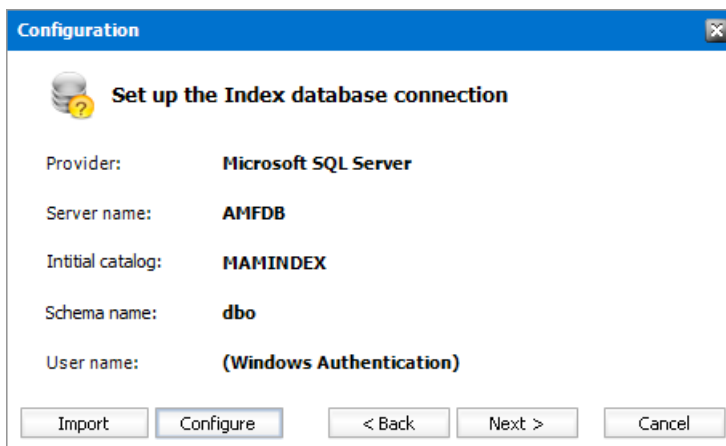 Configuration
Set up the Index database connection
Provider: Microsoft SQL Server
Server name: AMFDB
Intitial catalog: MAMINDEX
Schema name: dbo
User name: (Windows Authentication)
Import Configure < Back Next > Cancel